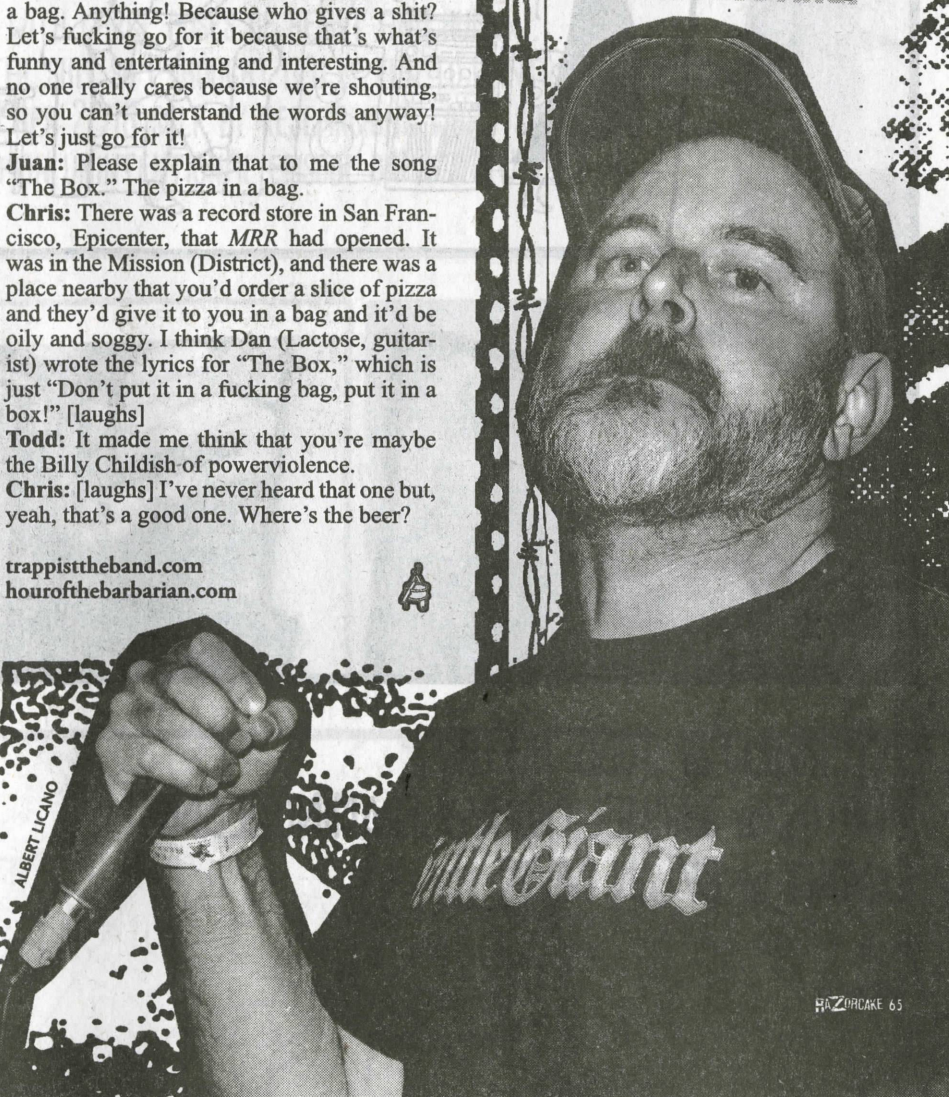 a bag. Anything! Because who gives a shit?
Let’s fucking go for it because that’s what’s
funny and entertaining and interesting. And
no one really cares because we’re shouting,
so you can’t understand the words anyway!
Let’s just go for it!
Juan: Please explain that to me the song
“The Box.” The pizza in a bag.
Chris: There was a record store in San Fran-
cisco, Epicenter, that MRR had opened. It
was in the Mission (District), and there was a
place nearby that you’d order a slice of pizza
and they’d give it to you in a bag and it’d be
oily and soggy. I think Dan (Lactose, guitar-
ist) wrote the lyrics for “The Box,” which is
just “Don’t put it in a fucking bag, put it in a
box!” [laughs]
Todd: It made me think that you’re maybe
the Billy Childish of powerviolence.
Chris: [laughs] I’ve never heard that one but,
yeah, that’s a good one. Where’s the beer?
trappisttheband.com
hourofthebarbarian.com
ALBERT LICANO
Giant
RAZORCAKE 65